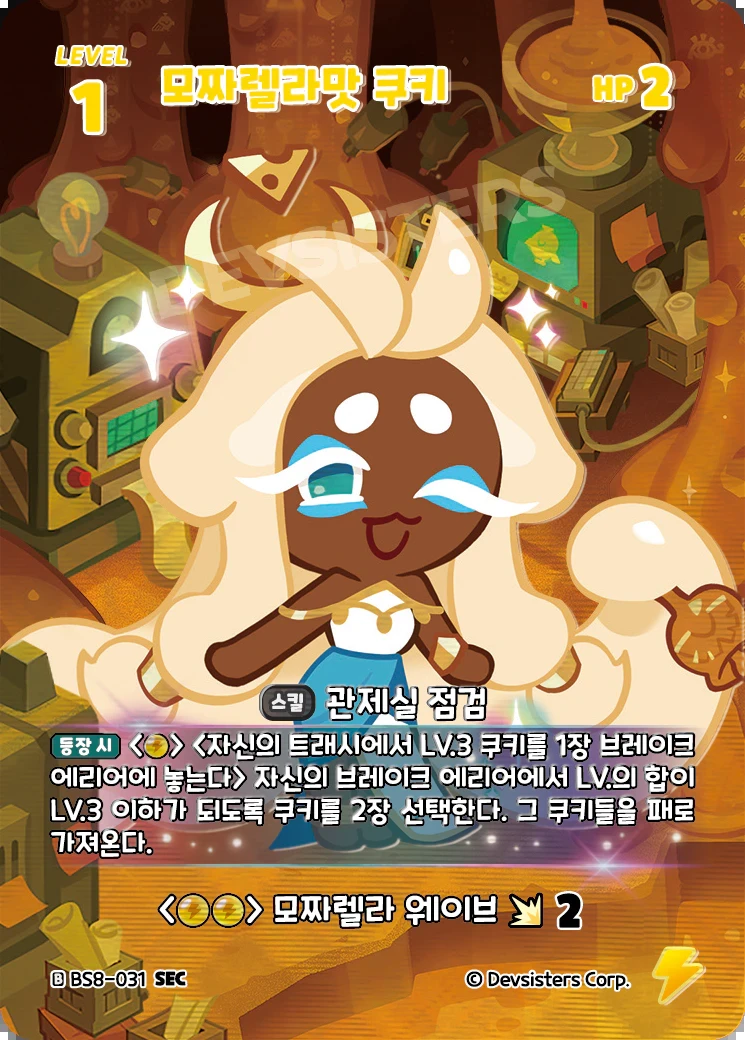 LEVEL
1
모짜렐라맛 쿠키
HP 2
DEVSISTERS
스킬 관제실 점검
등장 시 < > <자신의 트래시에서 LV.3 쿠키를 1장 브레이크
에리어에 놓는다> 자신의 브레이크 에리어에서 LV.의 합이
LV.3 이하가 되도록 쿠키를 2장 선택한다. 그 쿠키들을 패로
가져온다.
< > 모짜렐라 웨이브 2
B BS8-031 SEC
© Devsisters Corp.